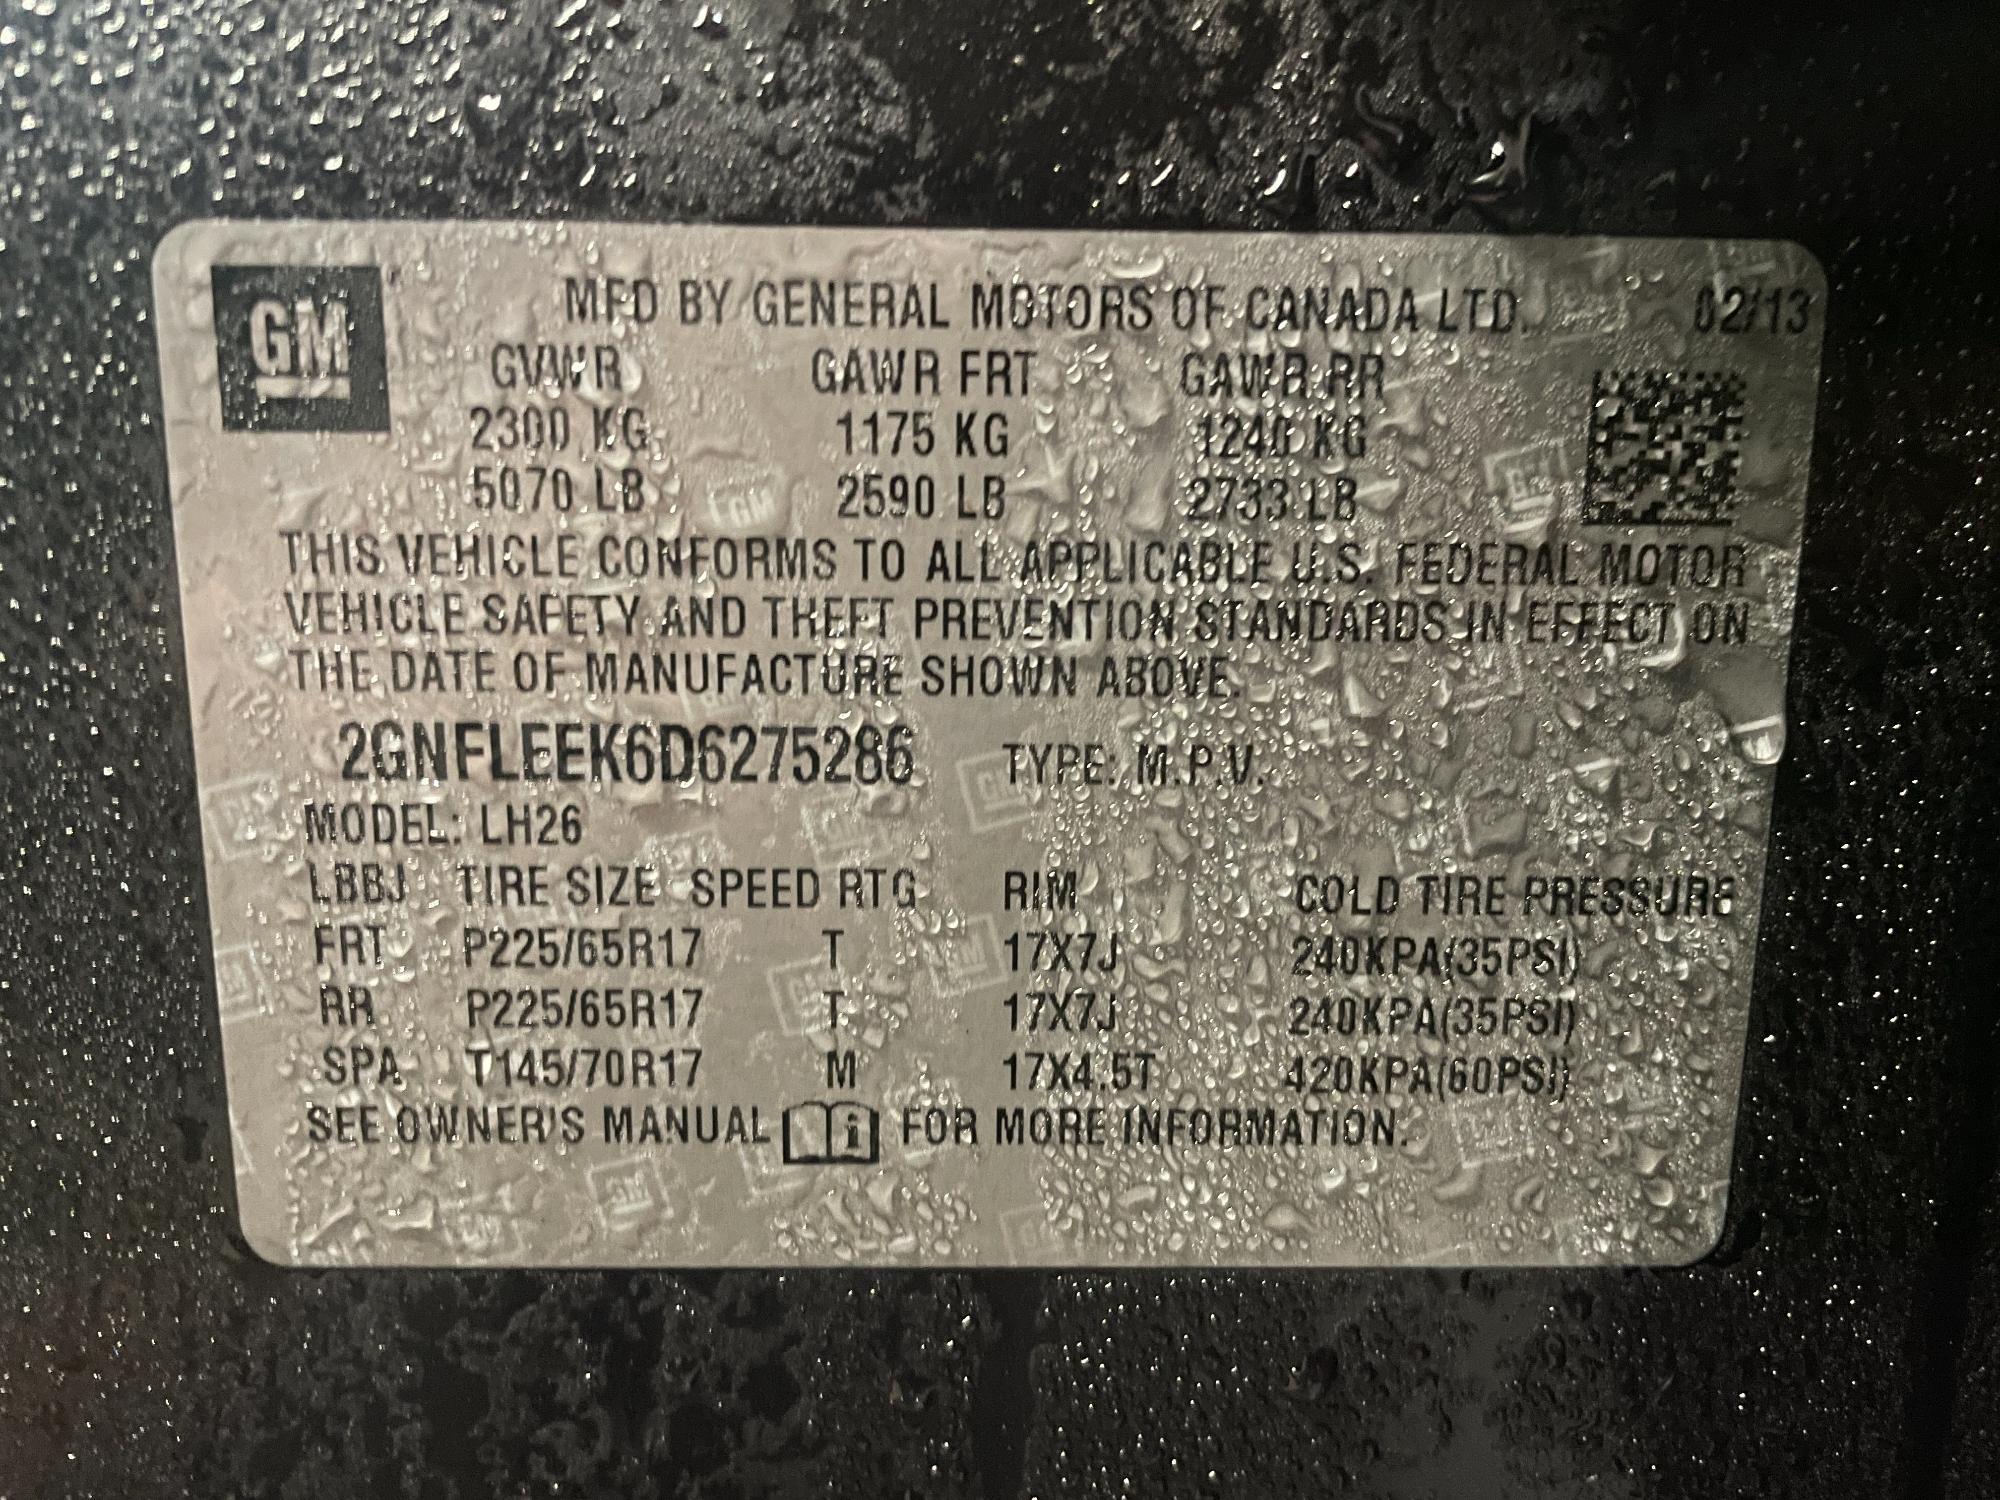 GM
MFD BY GENERAL MOTORS OF CANADA LTD. 02/13
GVWR GAWR FRT GAWR RR
2300 KG 1175 KG 1240 KG
5070 LB 2590 LB 2733 LB
THIS VEHICLE CONFORMS TO ALL APPLICABLE U.S. FEDERAL MOTOR
VEHICLE SAFETY AND THEFT PREVENTION STANDARDS IN EFFECT ON
THE DATE OF MANUFACTURE SHOWN ABOVE.
2GNFLEEK6D6275286 TYPE: M.P.V.
MODEL: LH26
LBBJ TIRE SIZE SPEED RTG RIM COLD TIRE PRESSURE
FRT P225/65R17 T 17X7J 240KPA(35PSI)
RR P225/65R17 T 17X7J 240KPA(35PSI)
SPA T145/70R17 M 17X4.5T 420KPA(60PSI)
SEE OWNER'S MANUAL i FOR MORE INFORMATION.